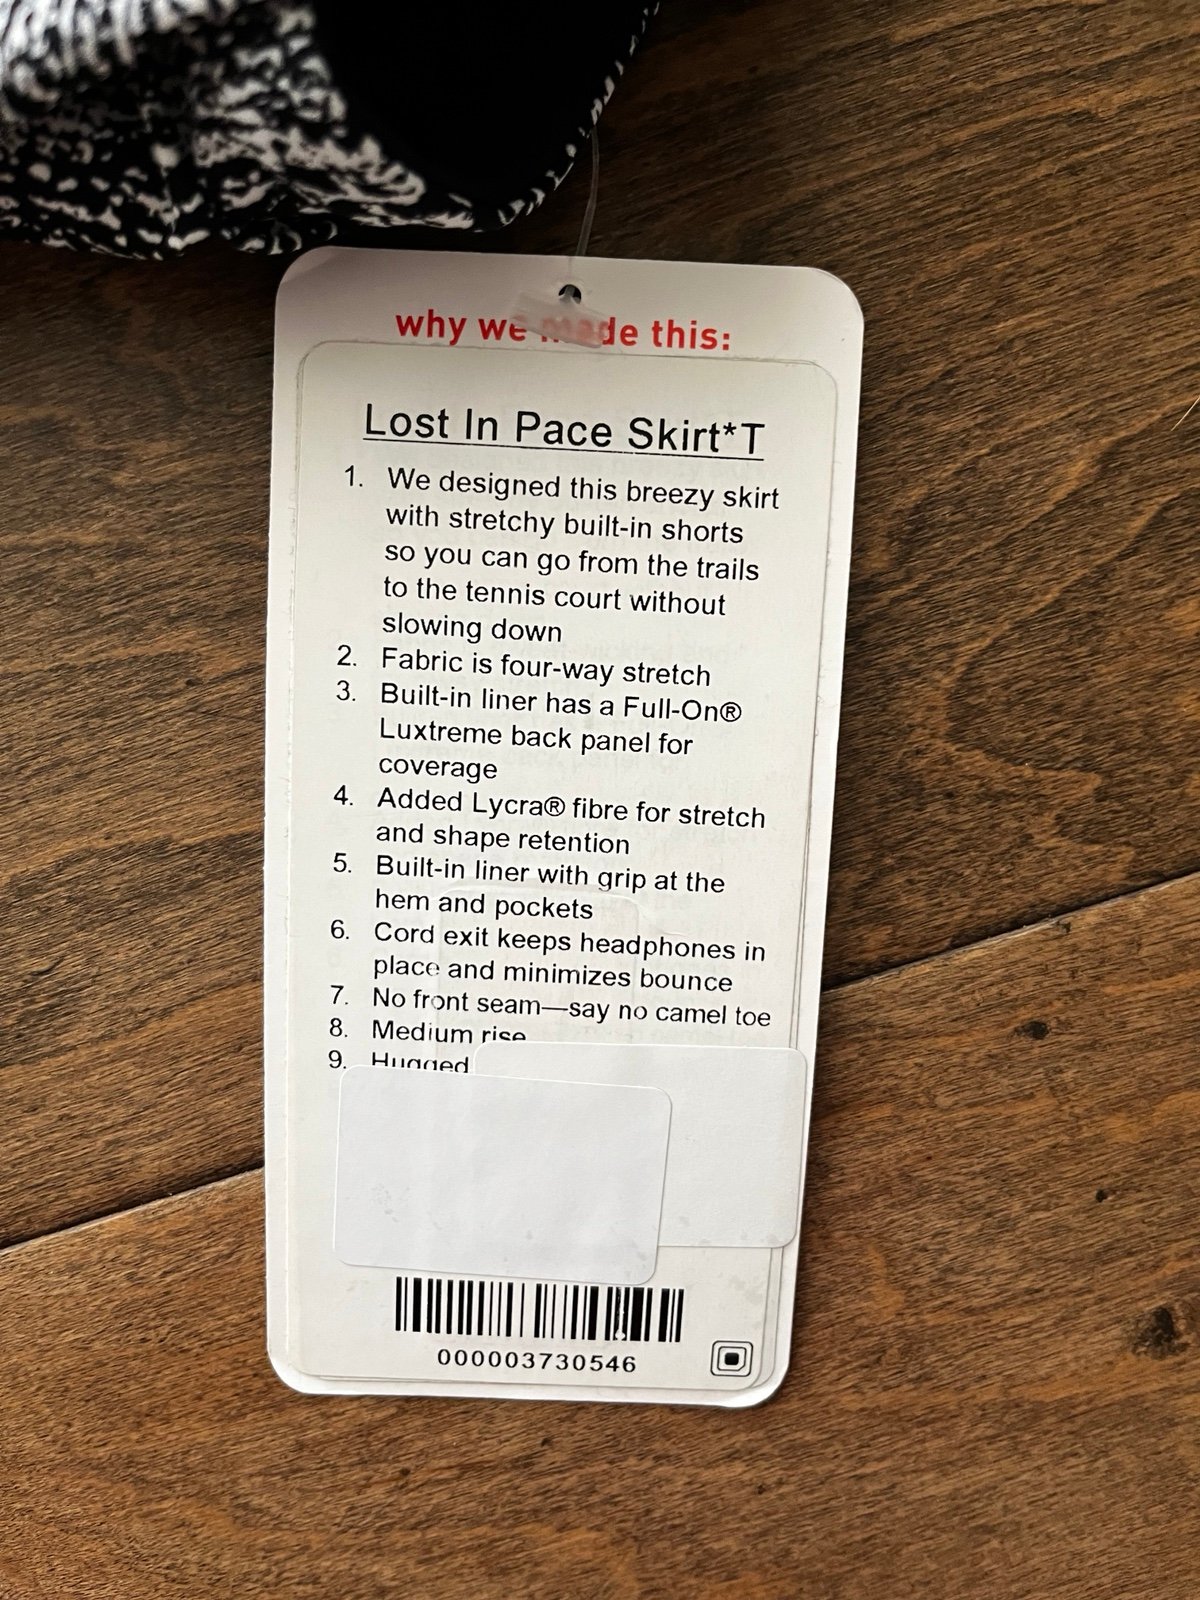 why we made this:
Lost In Pace Skirt*T
1. We designed this breezy skirt
with stretchy built-in shorts
so you can go from the trails
to the tennis court without
slowing down
2. Fabric is four-way stretch
3. Built-in liner has a Full-On®
Luxtreme back panel for
coverage
4. Added Lycra® fibre for stretch
and shape retention
5. Built-in liner with grip at the
hem and pockets
6. Cord exit keeps headphones in
place and minimizes bounce
7. No front seam—say no camel toe
8. Medium rise
9. Hugged
000003730546